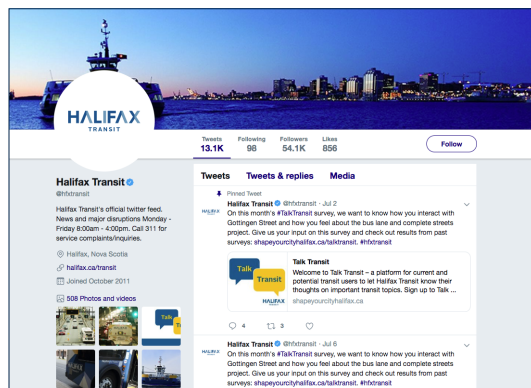 HALIFAX
TRANSIT
Tweets
13.1K
Following
98
Followers
54.1K
Likes
856
Follow
Halifax Transit
@hfxtransit
Halifax Transit's official twitter feed.
News and major disruptions Monday -
Friday 8:00am - 4:00pm. Call 311 for
service complaints/inquiries.
Halifax, Nova Scotia
halifax.ca/transit
Joined October 2011
508 Photos and videos
Talk
Tweets Tweets & replies Media
Pinned Tweet
HALIFAX
Halifax Transit @hfxtransit · Jul 2
On this month's #TalkTransit survey, we want to know how you interact with
Gottingen Street and how you feel about the bus lane and complete streets
project. Give us your input on this survey and check out results from past
surveys: shapeyourcityhalifax.ca/talktransit. #hfxtransit
Talk
Transit
HALIFAX
Talk Transit
Welcome to Talk Transit – a platform for current and
potential transit users to let Halifax Transit know their
thoughts on important transit topics. Sign up to Talk ...
shapeyourcityhalifax.ca
4 3
HALIFAX
Halifax Transit @hfxtransit · Jul 6
On this month's #TalkTransit survey, we want to know how you interact with
Gottingen Street and how you feel about the bus lane and complete streets
project. Give us your input on this survey and check out results from past
surveys: shapeyourcityhalifax.ca/talktransit. #hfxtransit